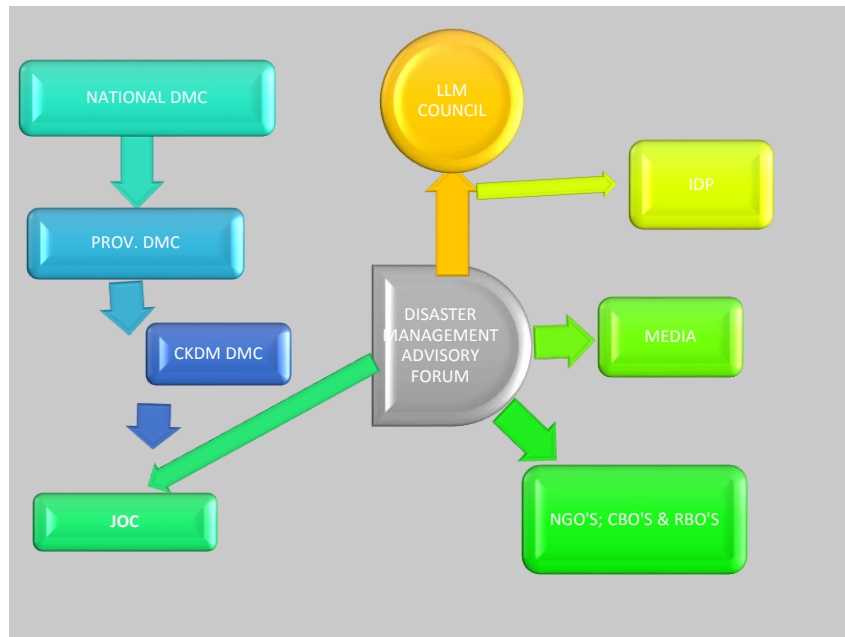 NATIONAL DMC
LLM
COUNCIL
IDP
PROV. DMC
DISASTER
MANAGEMENT
ADVISORY
FORUM
CKDM DMC
MEDIA
JOC
NGO'S; CBO'S & RBO'S